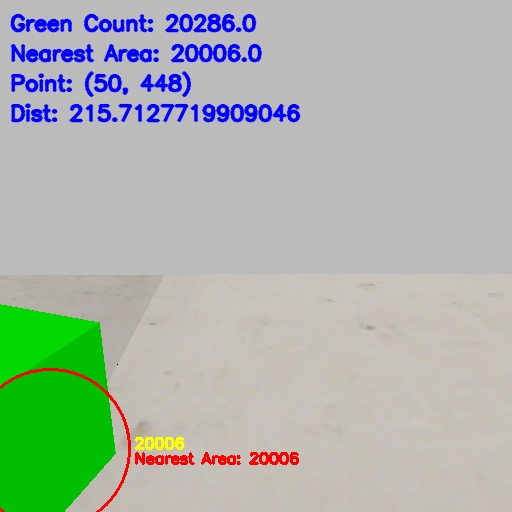 Green Count: 20286.0
Nearest Area: 20006.0
Point: (50, 448)
Dist: 215.7127719909046
20006
Nearest Area: 20006